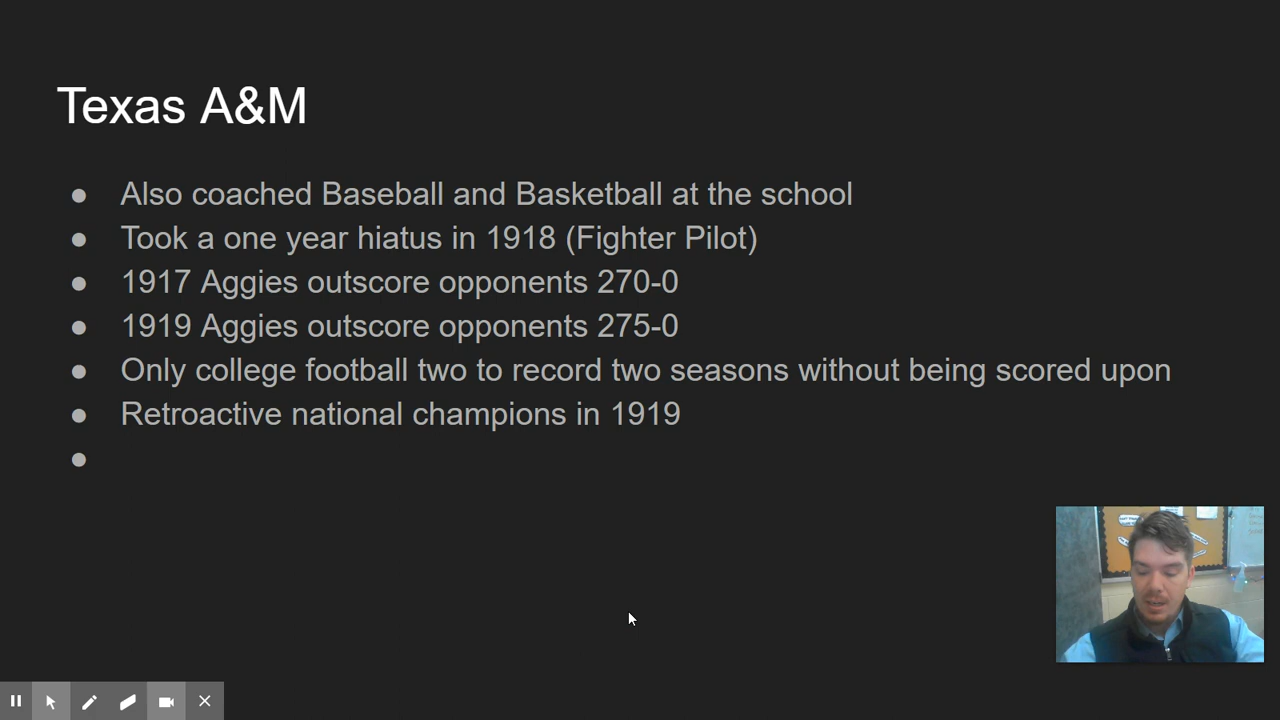 Texas A&M
● Also coached Baseball and Basketball at the school
● Took a one year hiatus in 1918 (Fighter Pilot)
● 1917 Aggies outscore opponents 270-0
● 1919 Aggies outscore opponents 275-0
● Only college football two to record two seasons without being scored upon
● Retroactive national champions in 1919
●